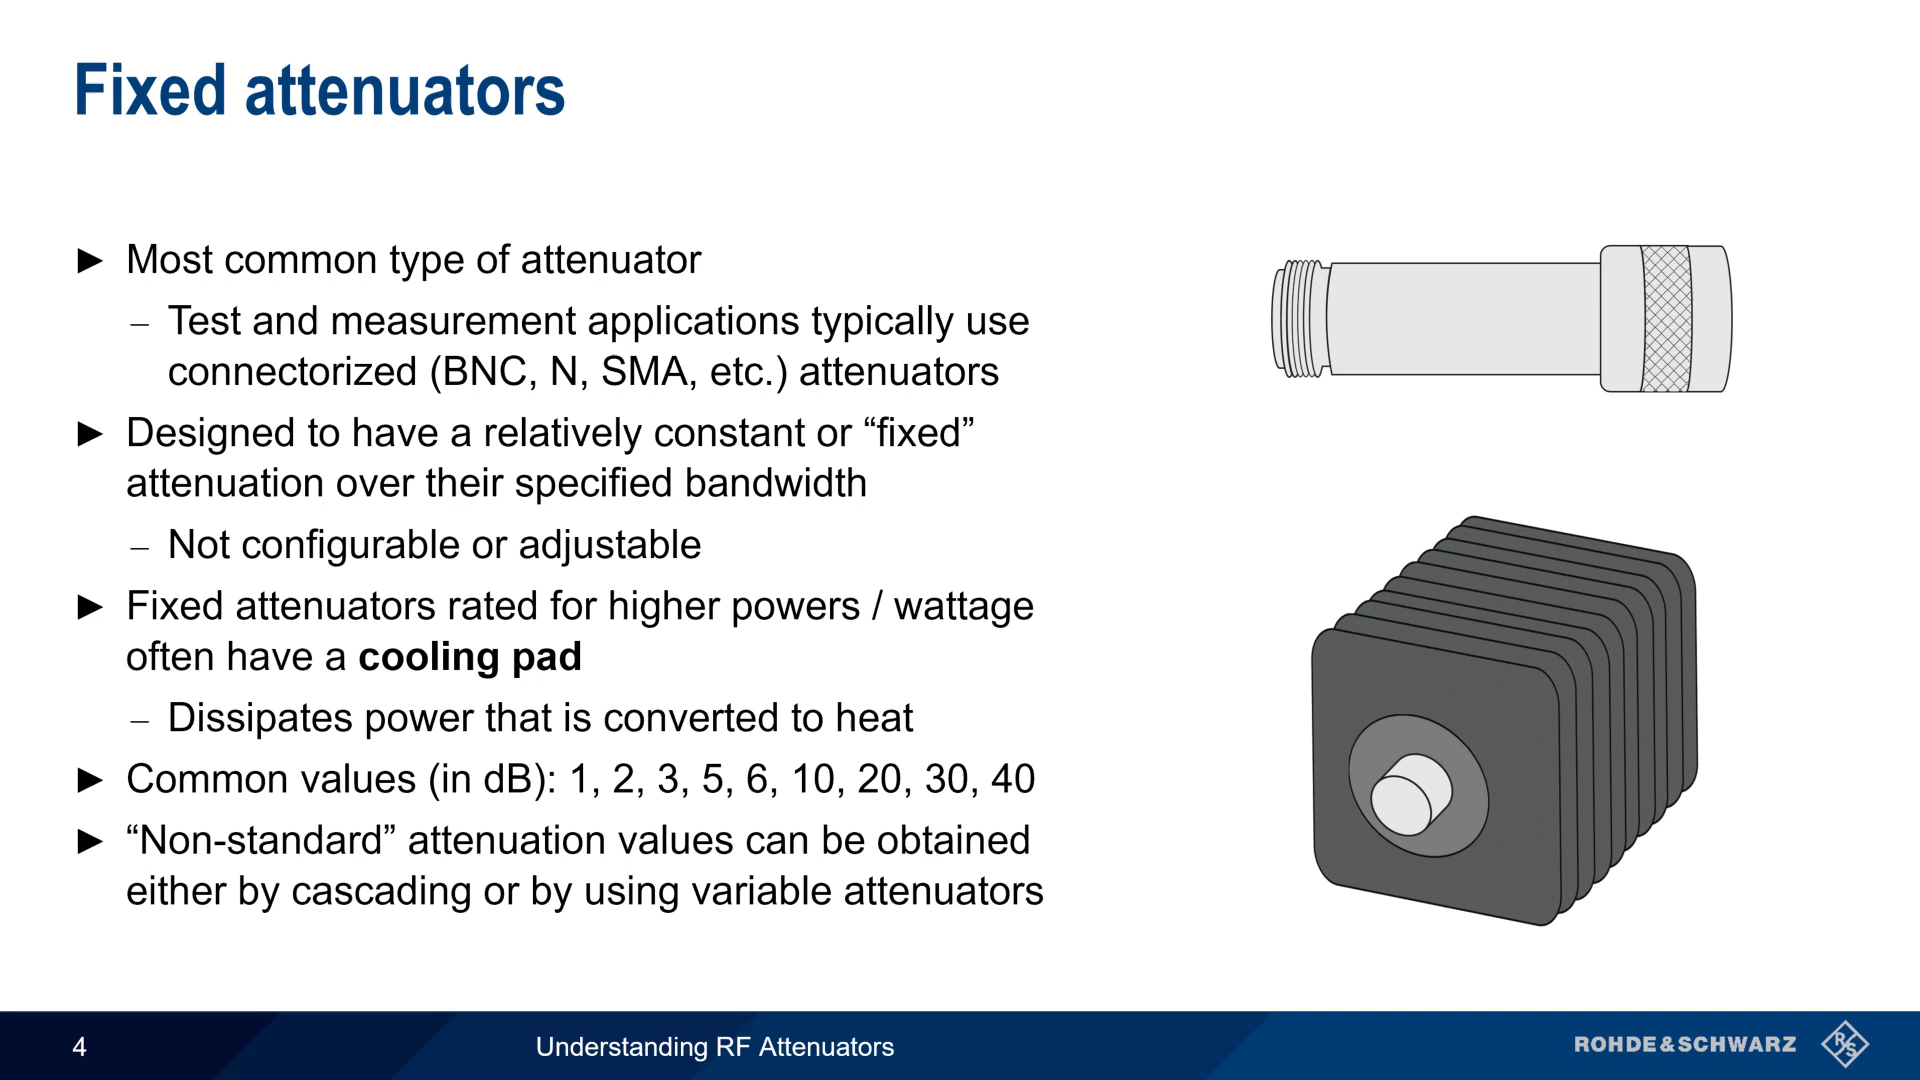 Fixed attenuators
► Most common type of attenuator
– Test and measurement applications typically use
connectorized (BNC, N, SMA, etc.) attenuators
► Designed to have a relatively constant or “fixed”
attenuation over their specified bandwidth
– Not configurable or adjustable
► Fixed attenuators rated for higher powers / wattage
often have a cooling pad
– Dissipates power that is converted to heat
► Common values (in dB): 1, 2, 3, 5, 6, 10, 20, 30, 40
► “Non-standard” attenuation values can be obtained
either by cascading or by using variable attenuators
4
Understanding RF Attenuators
ROHDE&SCHWARZ
R&S